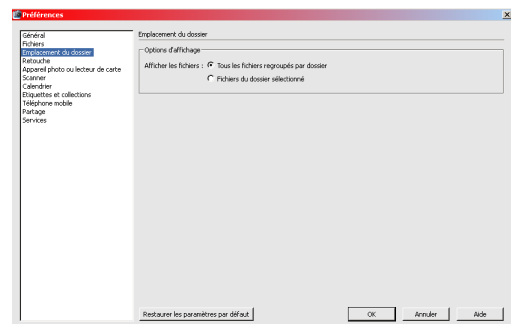 Préférences
Général
Fichiers
Emplacement du dossier
Retouche
Appareil photo ou lecteur de carte
Scanner
Calendrier
Etiquettes et collections
Téléphone mobile
Partage
Services
Emplacement du dossier
Options d'affichage
Afficher les fichiers : Tous les fichiers regroupés par dossier
Fichiers du dossier sélectionné
Restaurer les paramètres par défaut
OK
Annuler
Aide